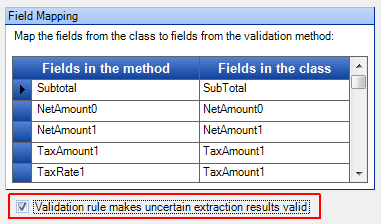 Field Mapping
Map the fields from the class to fields from the validation method:
Fields in the method Fields in the class
Subtotal SubTotal
NetAmount0 NetAmount0
NetAmount1 NetAmount1
TaxAmount1 TaxAmount1
TaxRate1 TaxAmount1
Validation rule makes uncertain extraction results valid